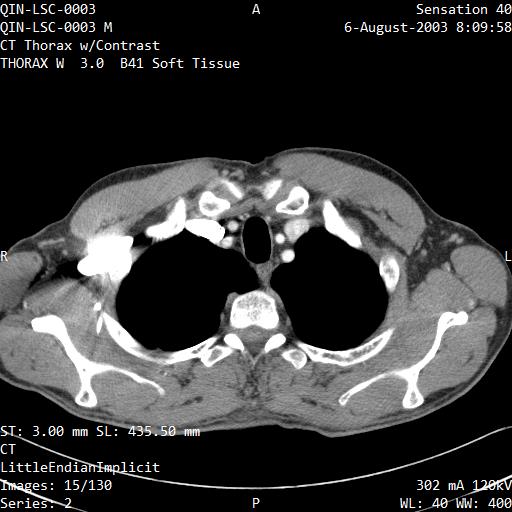 QIN-LSC-0003
A
Sensation 40
QIN-LSC-0003 M
6-August-2003 8:09:58
CT Thorax w/Contrast
THORAX W 3.0 B41 Soft Tissue
R
L
ST: 3.00 mm SL: 435.50 mm
CT
LittleEndianImplicit
Images: 15/130
302 mA 120kV
Series: 2
P
WL: 40 WW: 400